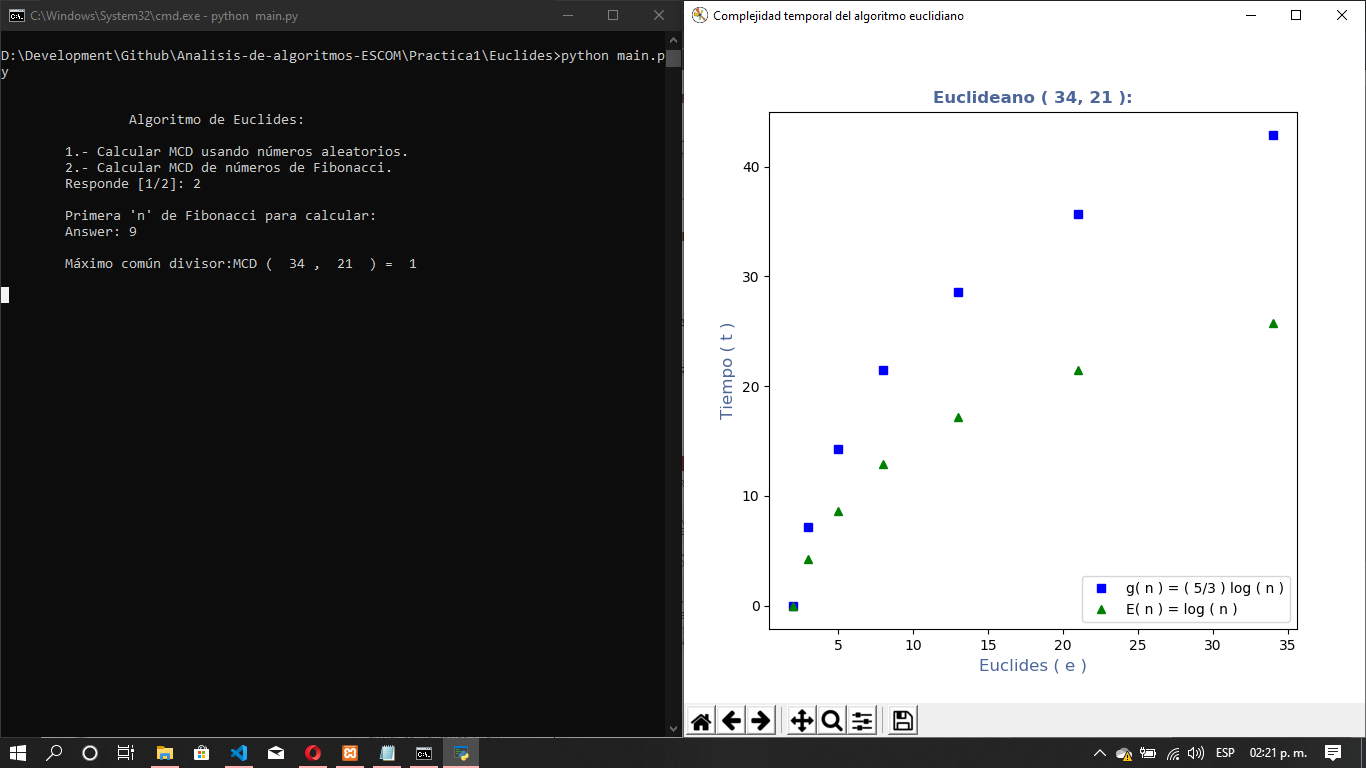 C:\Windows\System32\cmd.exe - python main.py
D:\Development\Github\Analisis-de-algoritmos-ESCOM\Practica1\Euclides>python main.p
y
Algoritmo de Euclides:
1.- Calcular MCD usando números aleatorios.
2.- Calcular MCD de números de Fibonacci.
Responde [1/2]: 2
Primera 'n' de Fibonacci para calcular:
Answer: 9
Máximo común divisor:MCD (  34 ,  21  ) =  1
Complejidad temporal del algoritmo euclidiano
Euclideano ( 34, 21 ):
Tiempo ( t )
40
30
20
10
0
g( n ) = ( 5/3 ) log ( n )
E( n ) = log ( n )
5 10 15 20 25 30 35
Euclides ( e )
ESP
02:21 p. m.